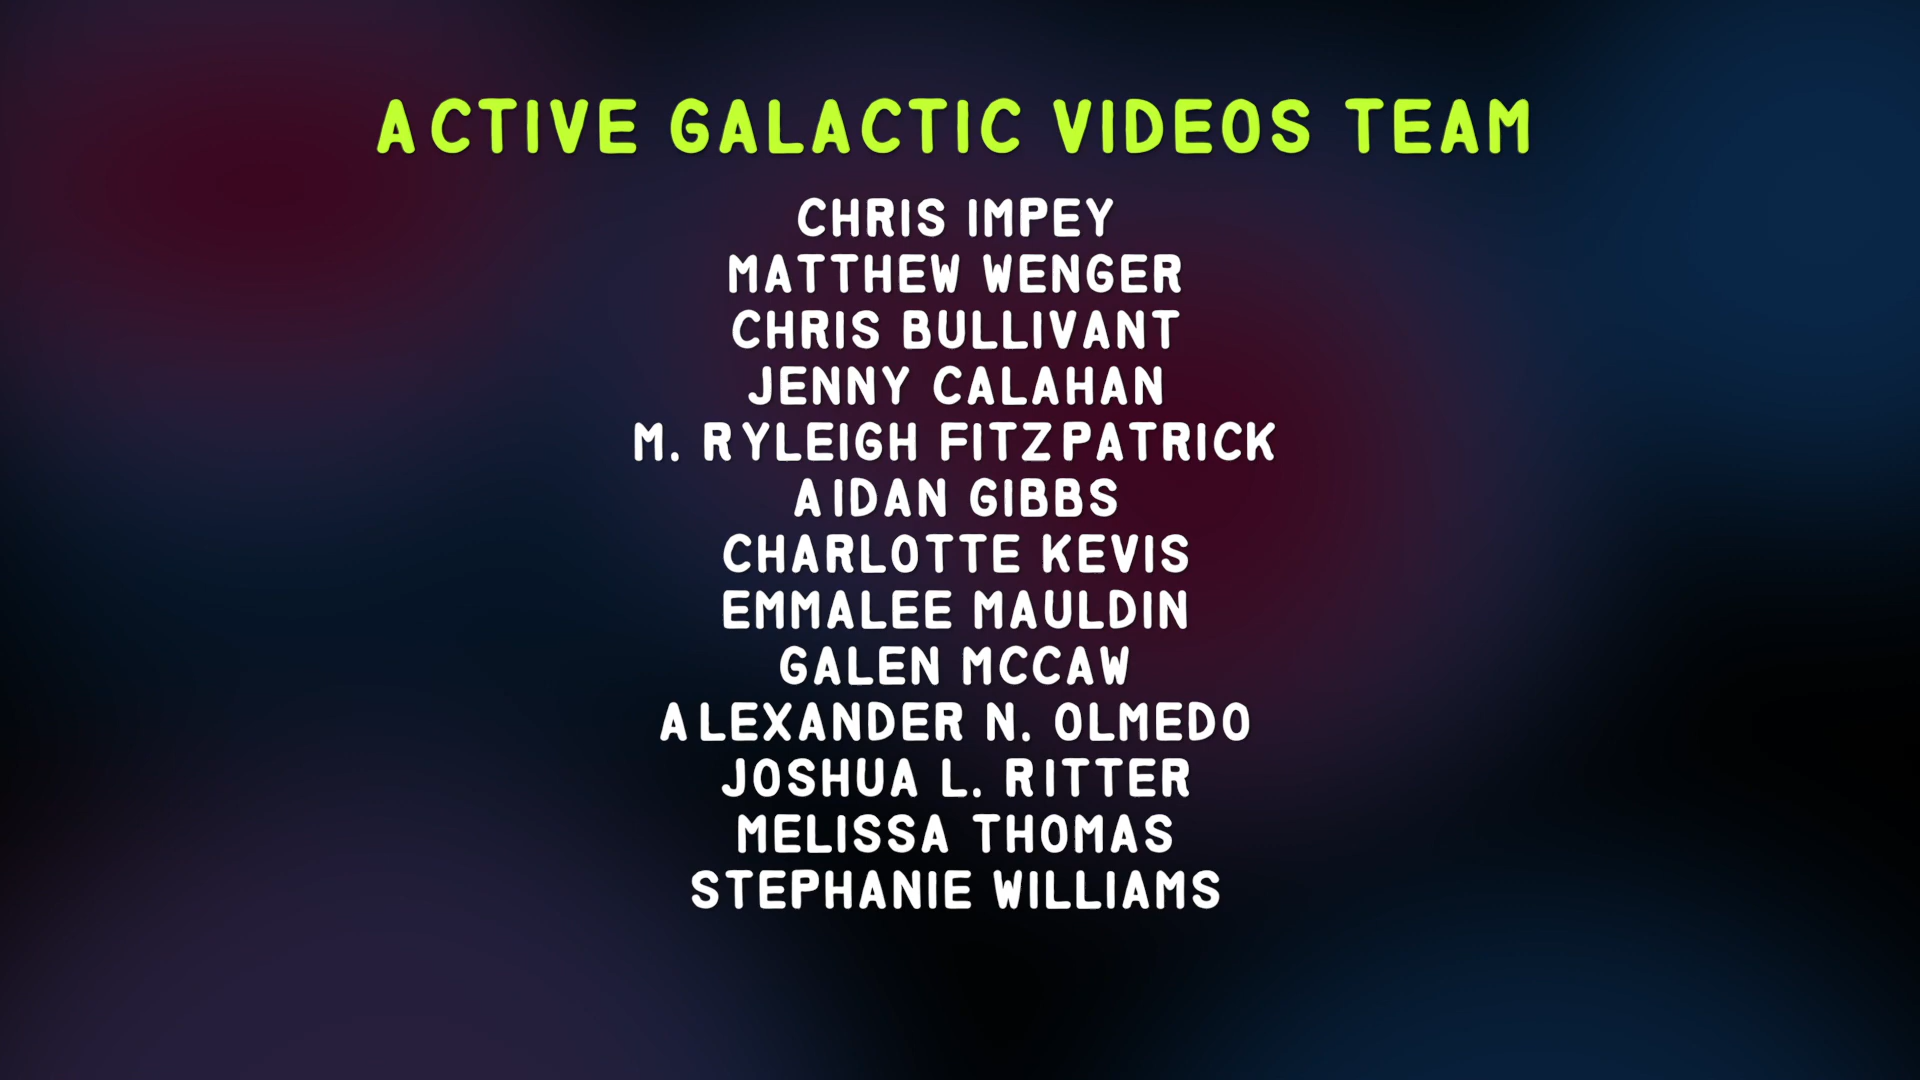 ACTIVE GALACTIC VIDEOS TEAM
CHRIS IMPEY
MATTHEW WENGER
CHRIS BULLIVANT
JENNY CALAHAN
M. RYLEIGH FITZPATRICK
AIDAN GIBBS
CHARLOTTE KEVIS
EMMALEE MAULDIN
GALEN MCCAW
ALEXANDER N. OLMEDO
JOSHUA L. RITTER
MELISSA THOMAS
STEPHANIE WILLIAMS